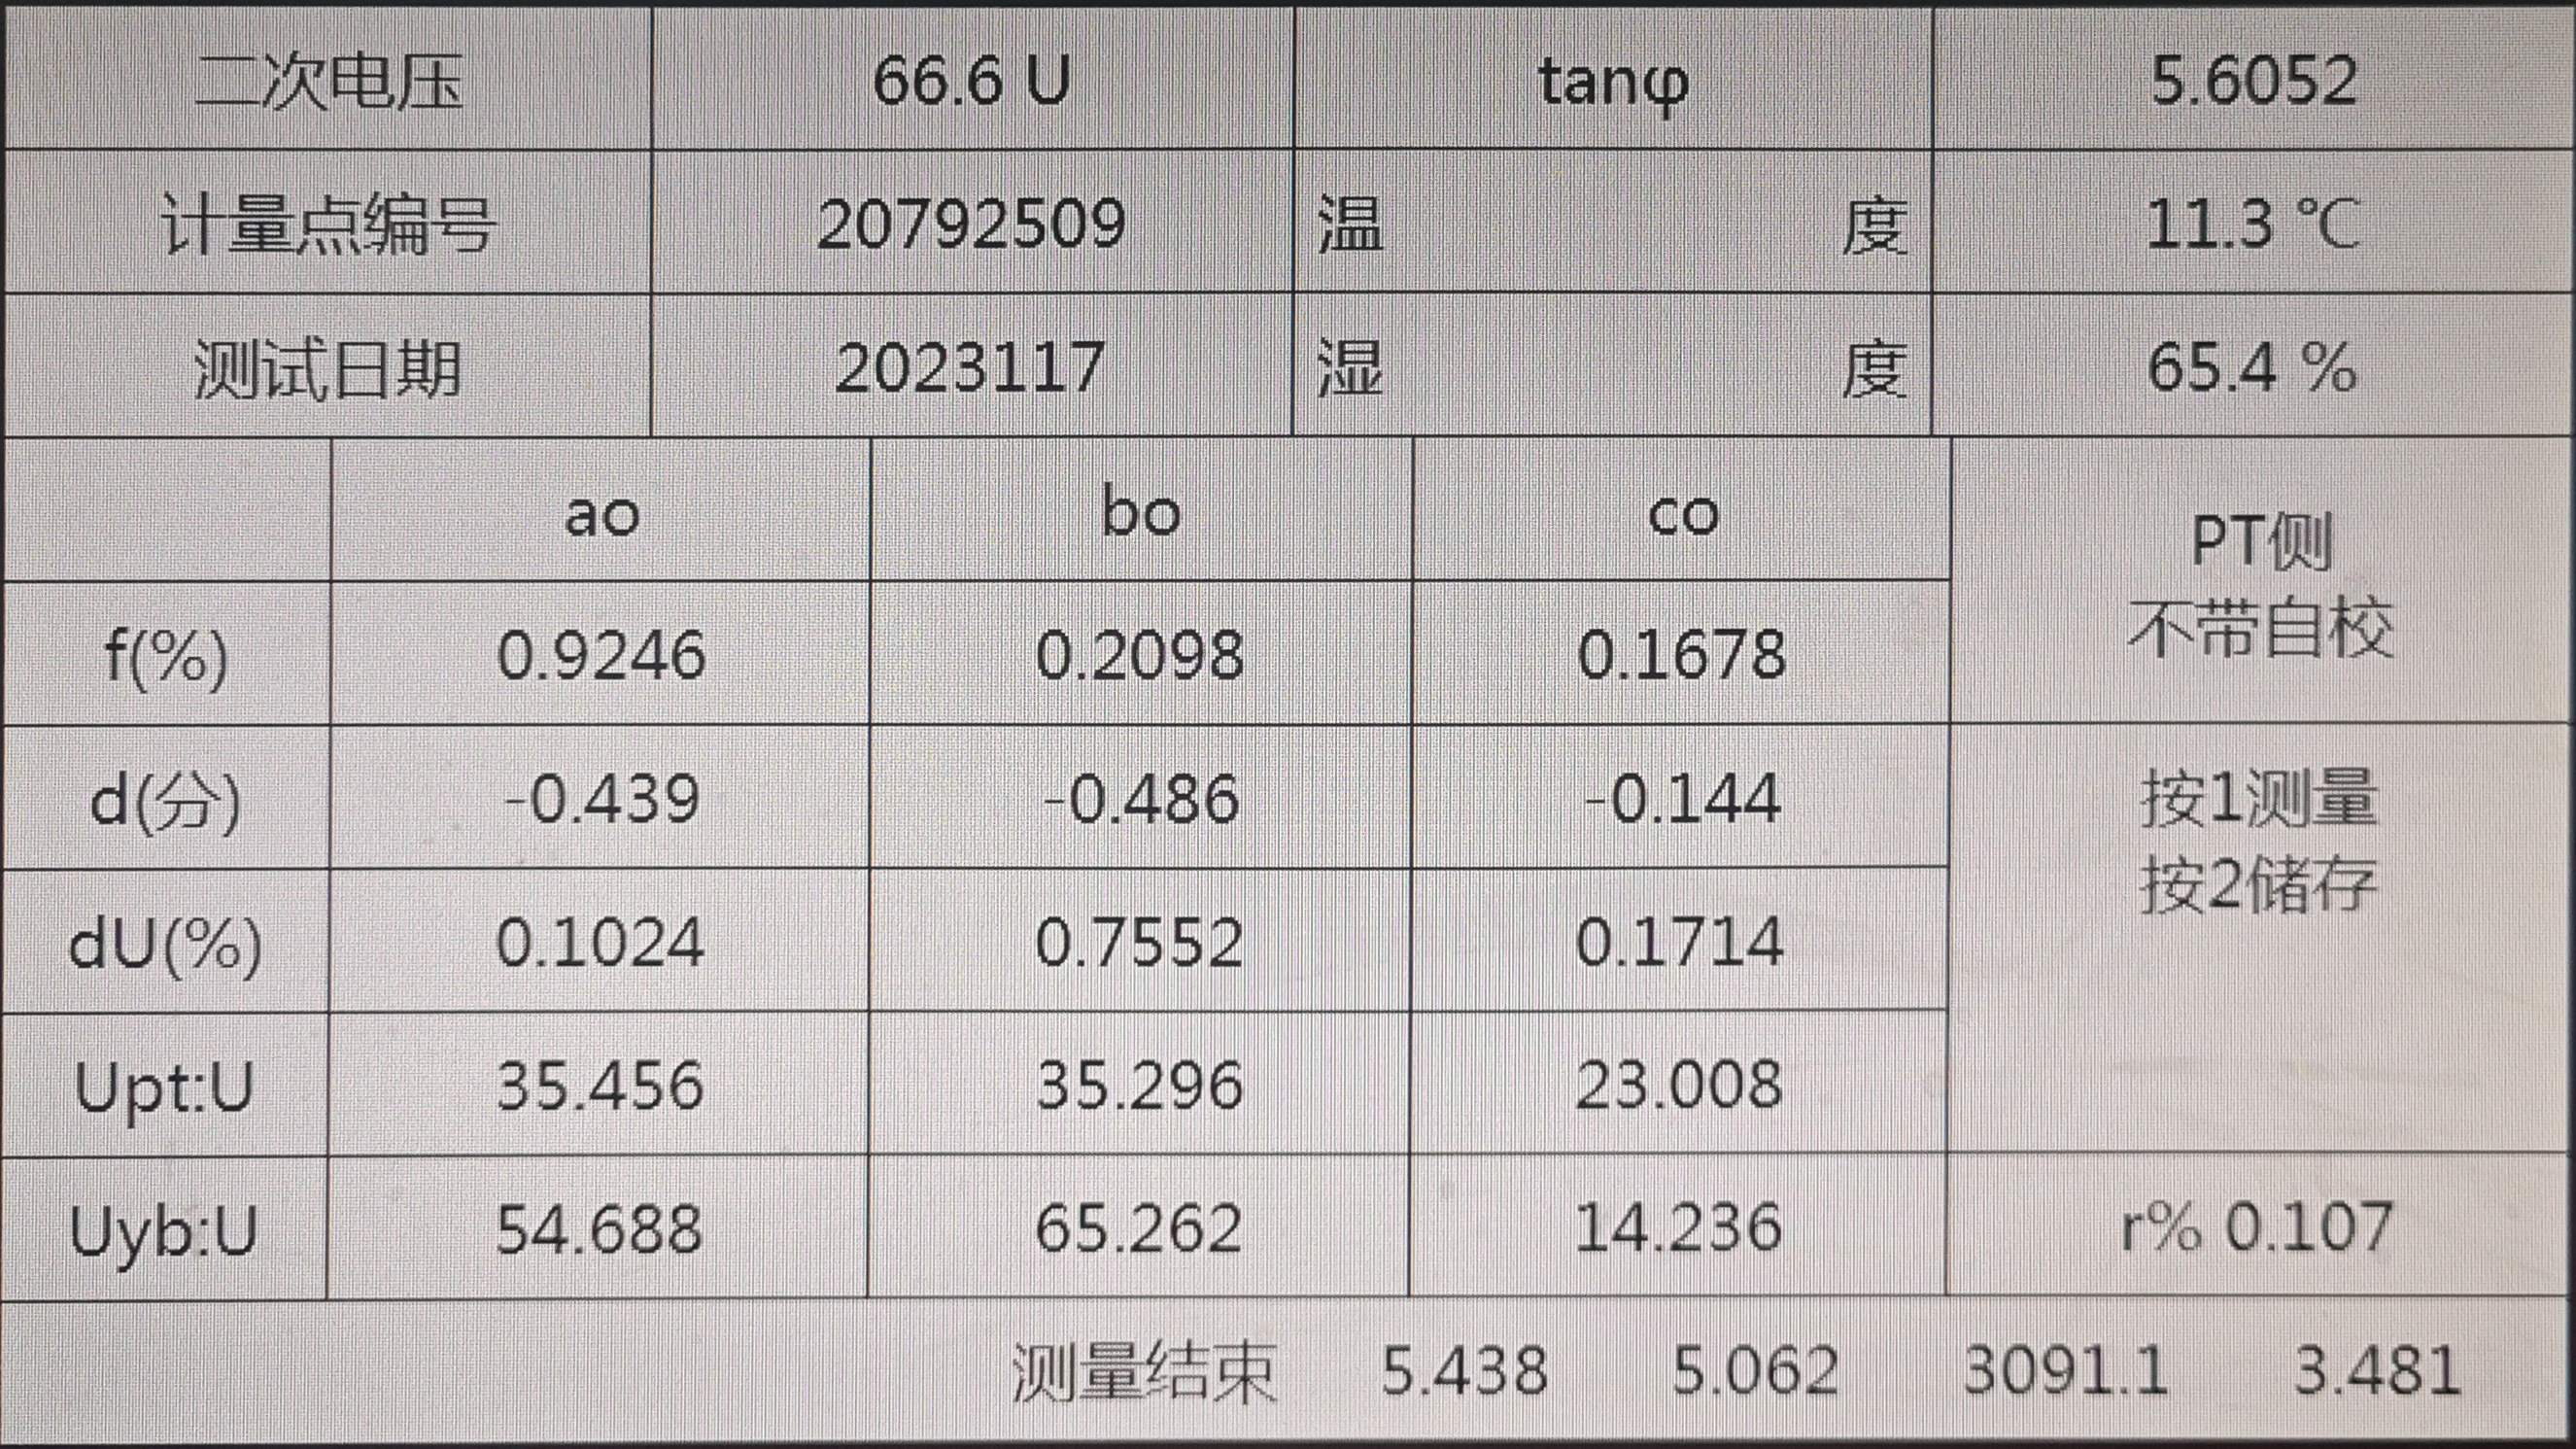 二次电压 66.6 U tanφ 5.6052
计量点编号 20792509 温 度 11.3 ℃
测试日期 2023117 湿 度 65.4 %
ao bo co PT侧
不带自校
f(%) 0.9246 0.2098 0.1678
d(分) -0.439 -0.486 -0.144 按1测量
按2储存
dU(%) 0.1024 0.7552 0.1714
Upt:U 35.456 35.296 23.008
Uyb:U 54.688 65.262 14.236 r% 0.107
测量结束 5.438 5.062 3091.1 3.481